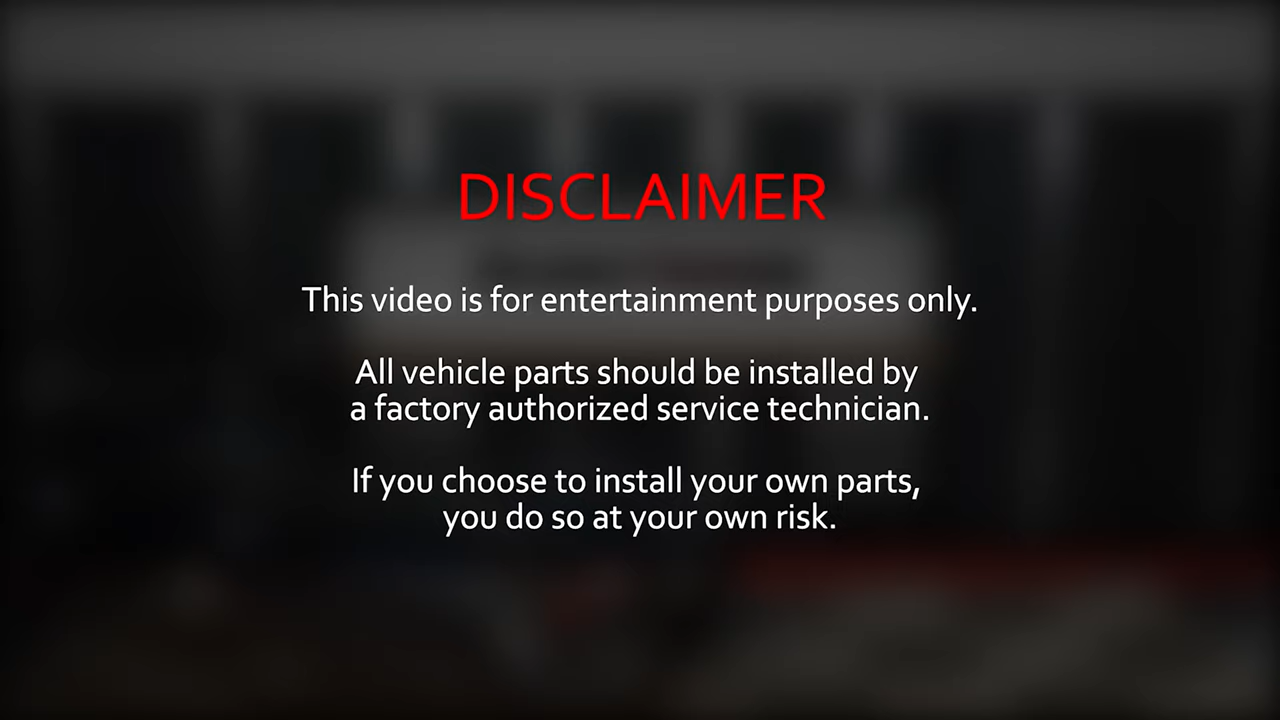 DISCLAIMER
This video is for entertainment purposes only.
All vehicle parts should be installed by
a factory authorized service technician.
If you choose to install your own parts,
you do so at your own risk.